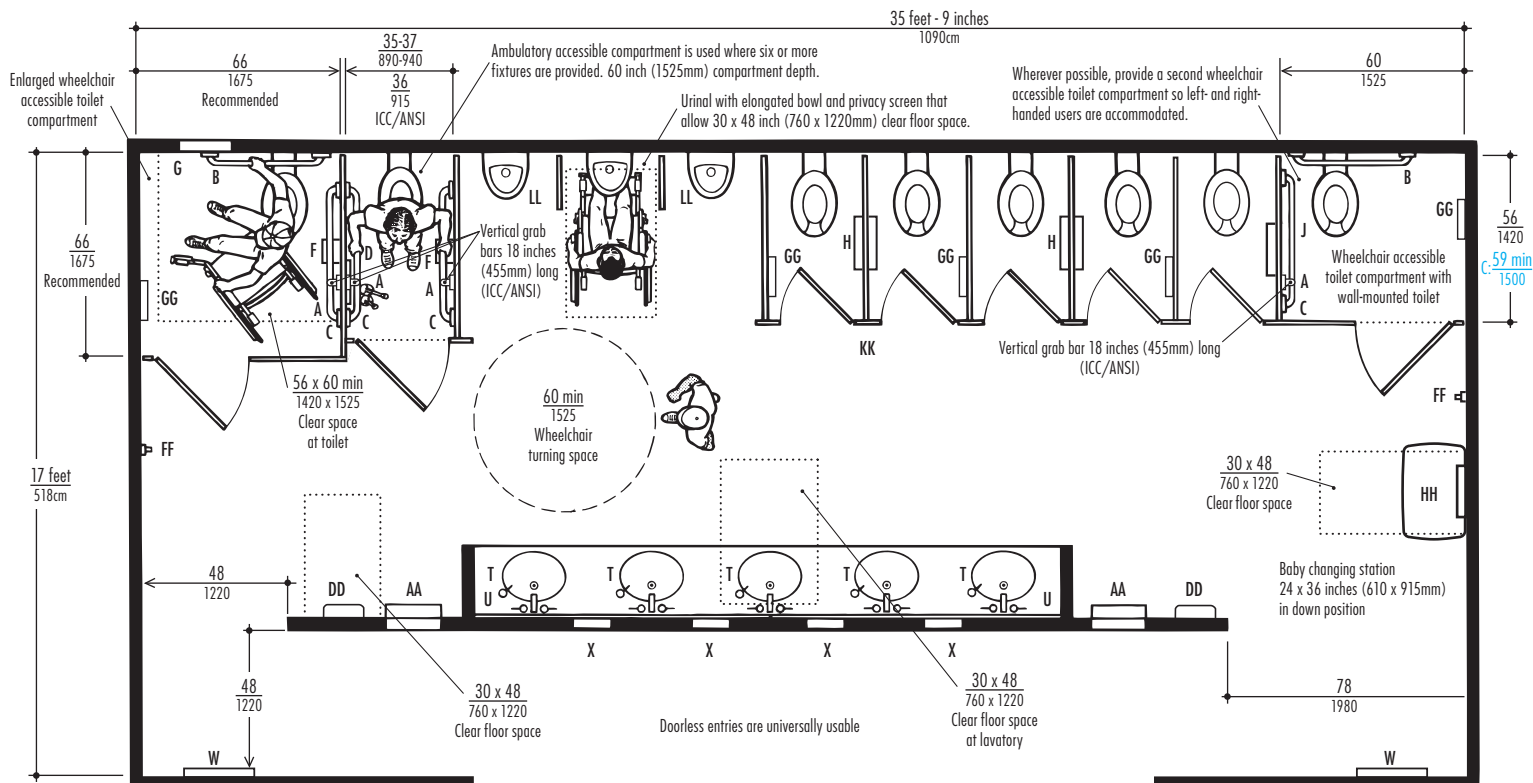 35 feet - 9 inches
1090cm
66
1675
Recommended
35-37
890-940
36
915
ICC/ANSI
Ambulatory accessible compartment is used where six or more
fixtures are provided. 60 inch (1525mm) compartment depth.
Enlarged wheelchair
accessible toilet
compartment
Urinal with elongated bowl and privacy screen that
allow 30 x 48 inch (760 x 1220mm) clear floor space.
Wherever possible, provide a second wheelchair
accessible toilet compartment so left- and right-
handed users are accommodated.
60
1525
G
B
LL
LL
B
66
1675
Recommended
F
D
F
Vertical grab
bars 18 inches
(455mm) long
(ICC/ANSI)
GG
A
A
A
C
C
C
GG
H
GG
H
GG
J
GG
Wheelchair accessible
toilet compartment with
wall-mounted toilet
A
C
56
1420
C: 59 min
1500
KK
Vertical grab bar 18 inches (455mm) long
(ICC/ANSI)
56 x 60 min
1420 x 1525
Clear space
at toilet
60 min
1525
Wheelchair
turning space
FF
FF
17 feet
518cm
30 x 48
760 x 1220
Clear floor space
HH
48
1220
DD
AA
T
T
T
T
T
U
U
AA
DD
Baby changing station
24 x 36 inches (610 x 915mm)
in down position
X
X
X
X
48
1220
30 x 48
760 x 1220
Clear floor space
Doorless entries are universally usable
30 x 48
760 x 1220
Clear floor space
at lavatory
78
1980
W
W